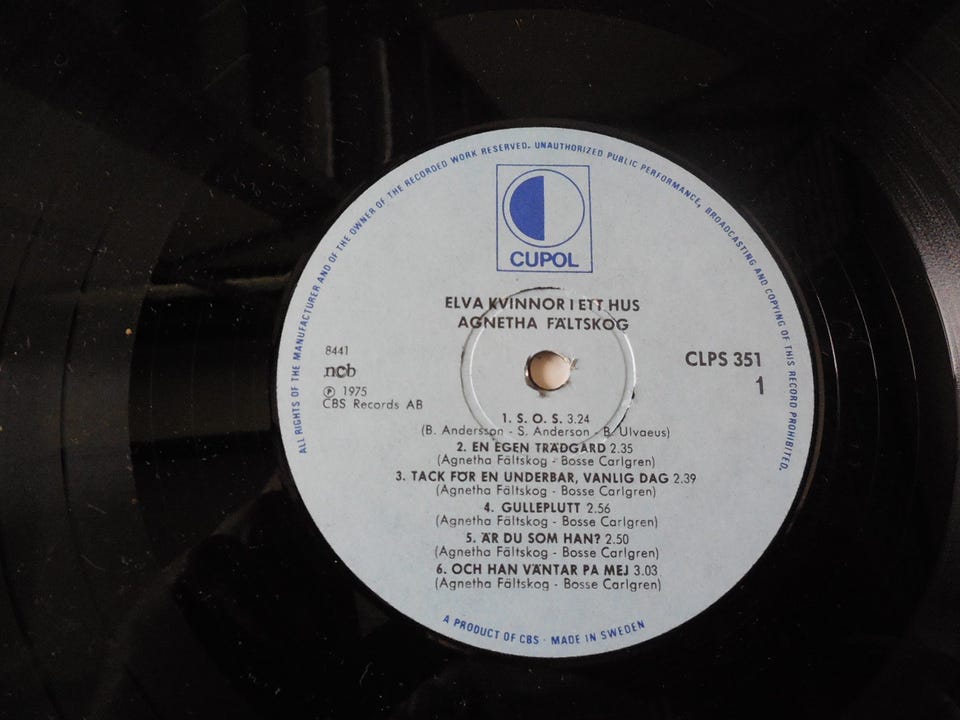 ALL RIGHTS OF THE MANUFACTURER AND OF THE OWNER OF THE RECORDED WORK RESERVED. UNAUTHORIZED PUBLIC PERFORMANCE, BROADCASTING AND COPYING OF THIS RECORD PROHIBITED.
CUPOL
ELVA KVINNOR I ETT HUS
AGNETHA FÄLTSKOG
8441
ncb
Ⓟ 1975
CBS Records AB
CLPS 351
1
1. S. O. S. 3.24
(B. Andersson - S. Anderson - B. Ulvaeus)
2. EN EGEN TRÄDGÅRD 2.35
(Agnetha Fältskog - Bosse Carlgren)
3. TACK FÖR EN UNDERBAR, VANLIG DAG 2.39
(Agnetha Fältskog - Bosse Carlgren)
4. GULLEPLUTT 2.56
(Agnetha Fältskog - Bosse Carlgren)
5. ÄR DU SOM HAN? 2.50
(Agnetha Fältskog - Bosse Carlgren)
6. OCH HAN VÄNTAR PÅ MEJ 3.03
(Agnetha Fältskog - Bosse Carlgren)
A PRODUCT OF CBS · MADE IN SWEDEN